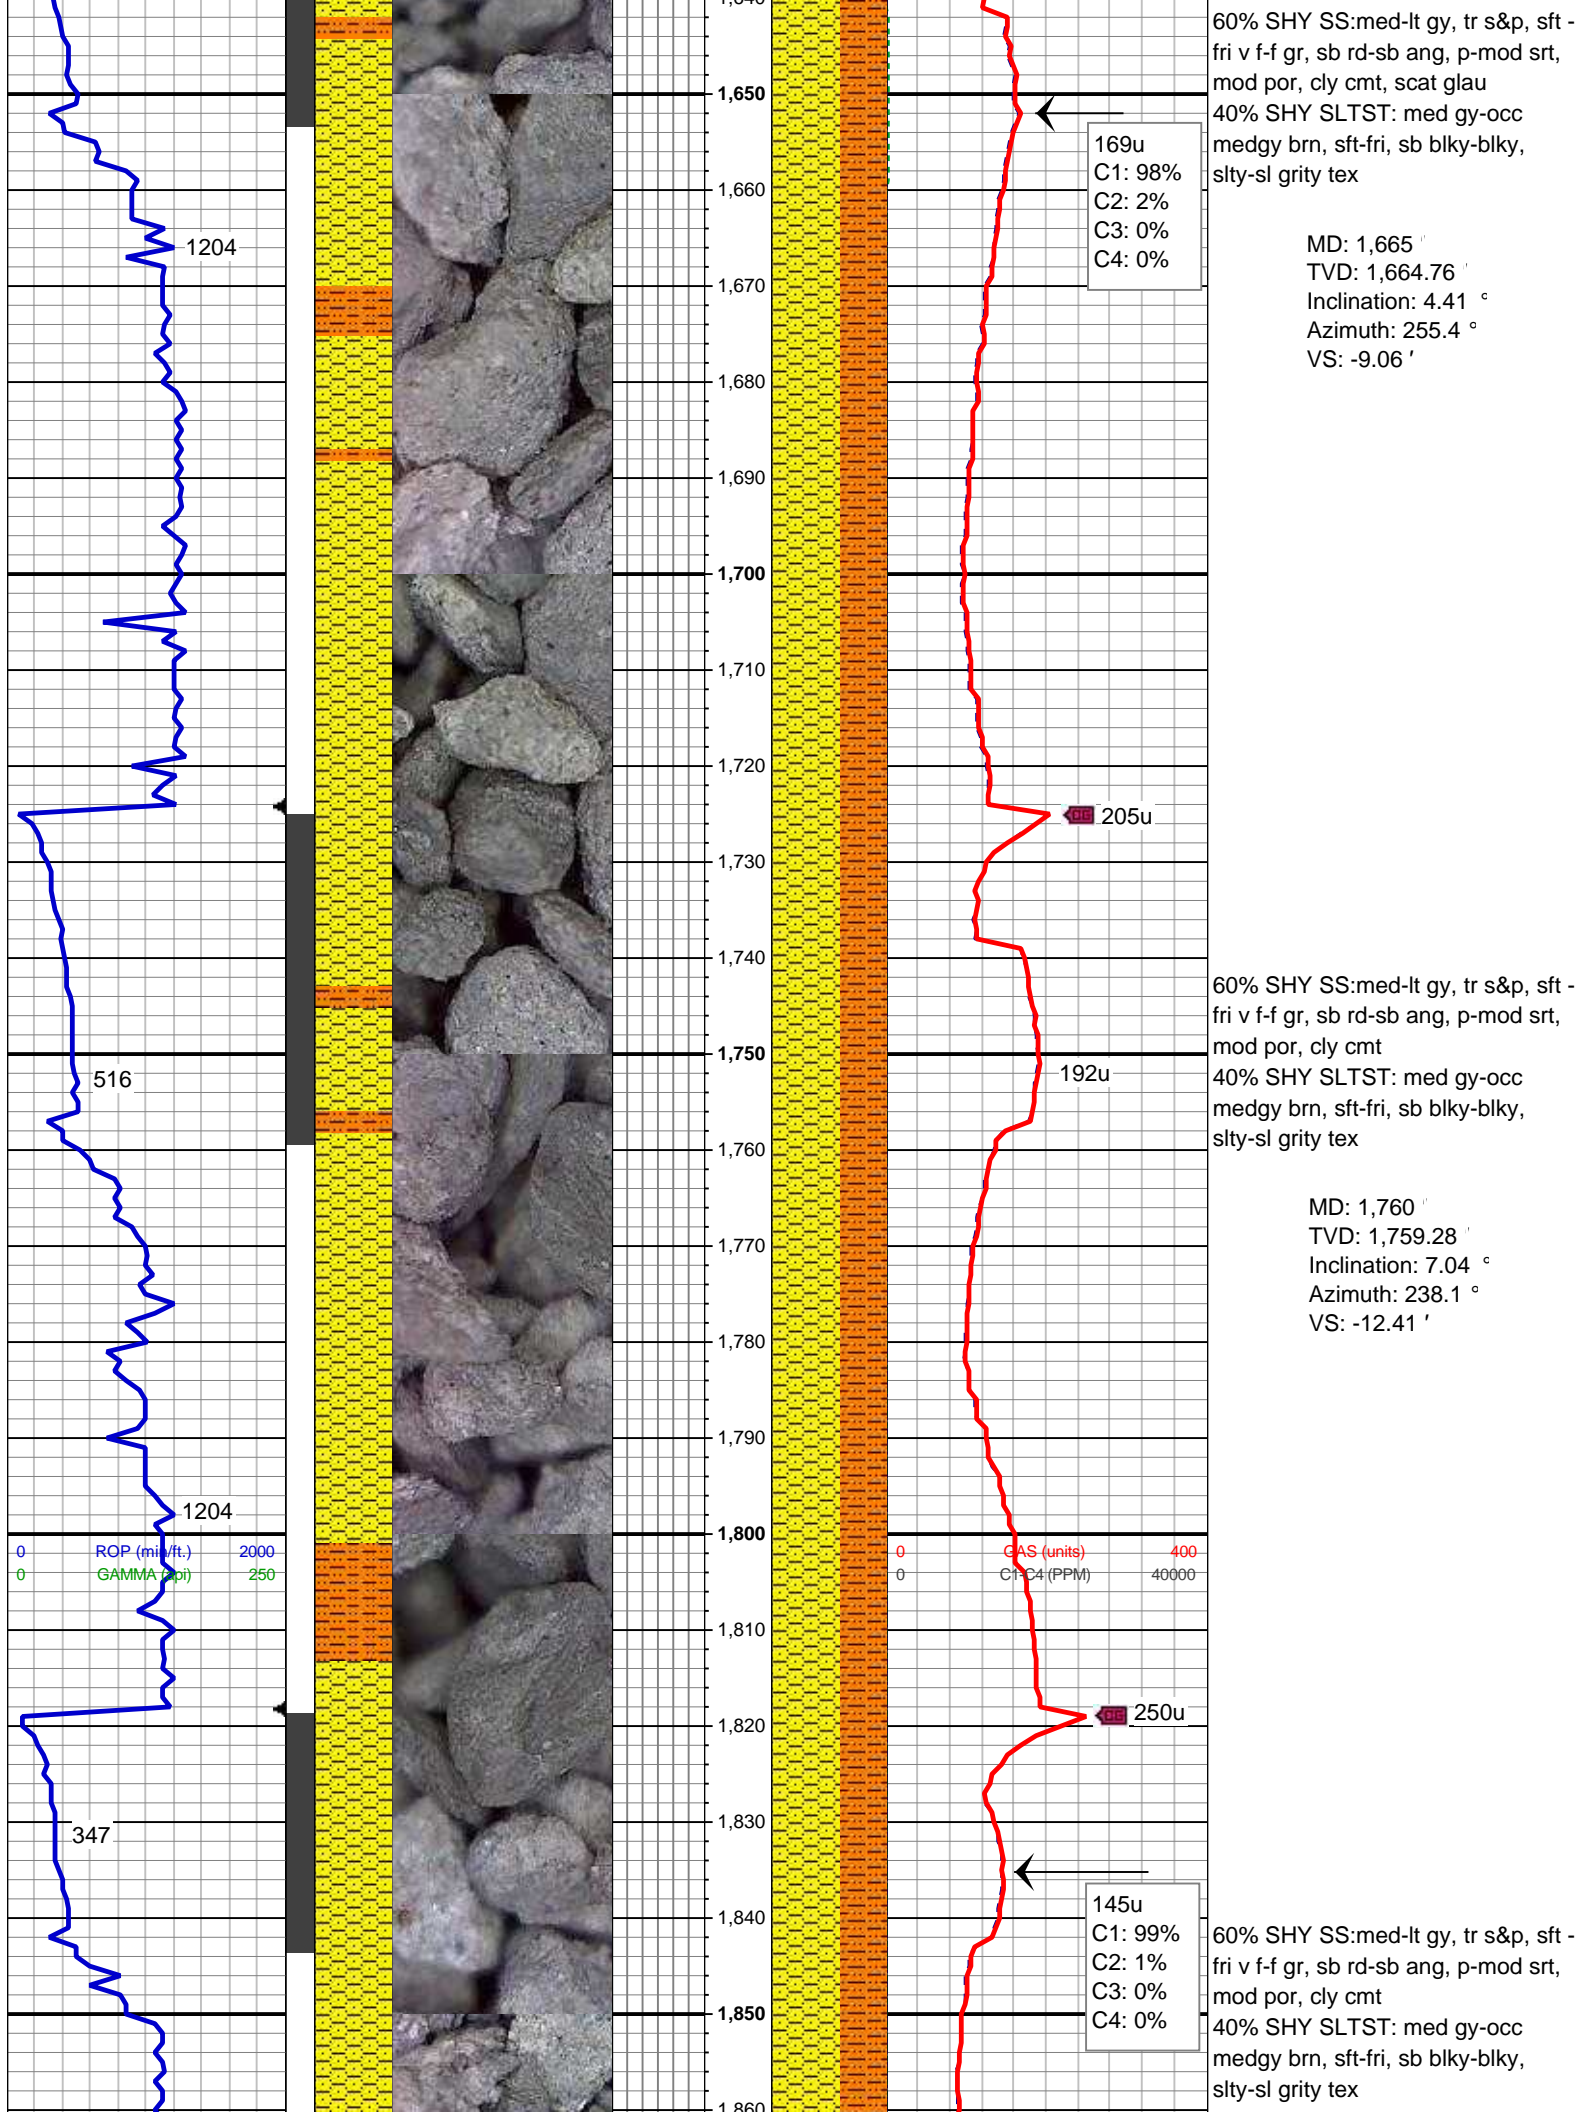 1,640
60% SHY SS:med-lt gy, tr s&p, sft -
fri v f-f gr, sb rd-sb ang, p-mod srt,
mod por, cly cmt, scat glau
40% SHY SLTST: med gy-occ
medgy brn, sft-fri, sb blky-blky,
slty-sl grity tex
1,650
169u
C1: 98%
C2: 2%
C3: 0%
C4: 0%
1,660
1204
MD: 1,665 '
TVD: 1,664.76 '
Inclination: 4.41 °
Azimuth: 255.4 °
VS: -9.06 '
1,670
1,680
1,690
1,700
1,710
1,720
CG 205u
1,730
1,740
60% SHY SS:med-lt gy, tr s&p, sft -
fri v f-f gr, sb rd-sb ang, p-mod srt,
mod por, cly cmt
40% SHY SLTST: med gy-occ
medgy brn, sft-fri, sb blky-blky,
slty-sl grity tex
1,750
516
192u
1,760
MD: 1,760 '
TVD: 1,759.28 '
Inclination: 7.04 °
Azimuth: 238.1 °
VS: -12.41 '
1,770
1,780
1,790
1204
1,800
0 ROP (min/ft.) 2000
0 GAMMA (api) 250
0 GAS (units) 400
0 C1-C4 (PPM) 40000
1,810
1,820
CG 250u
1,830
347
1,840
145u
C1: 99%
C2: 1%
C3: 0%
C4: 0%
60% SHY SS:med-lt gy, tr s&p, sft -
fri v f-f gr, sb rd-sb ang, p-mod srt,
mod por, cly cmt
40% SHY SLTST: med gy-occ
medgy brn, sft-fri, sb blky-blky,
slty-sl grity tex
1,850
1,860